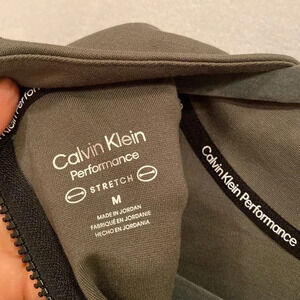 Calvin Klein
Performance
STRETCH
M
MADE IN JORDAN
FABRIQUÉ EN JORDANIE
HECHO EN JORDANIA
Calvin Klein Performance